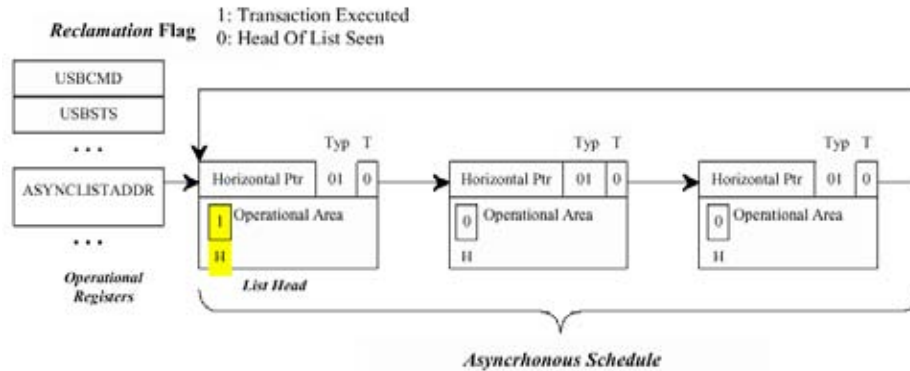 1: Transaction Executed
Reclamation Flag
0: Head Of List Seen
USBCMD
USBSTS
• • •
ASYNCLISTADDR
• • •
Operational
Registers
Typ T
Horizontal Ptr 01 0
1 Operational Area
H
List Head
Typ T
Horizontal Ptr 01 0
0 Operational Area
H
Typ T
Horizontal Ptr 01 0
0 Operational Area
H
Asyncrhonous Schedule